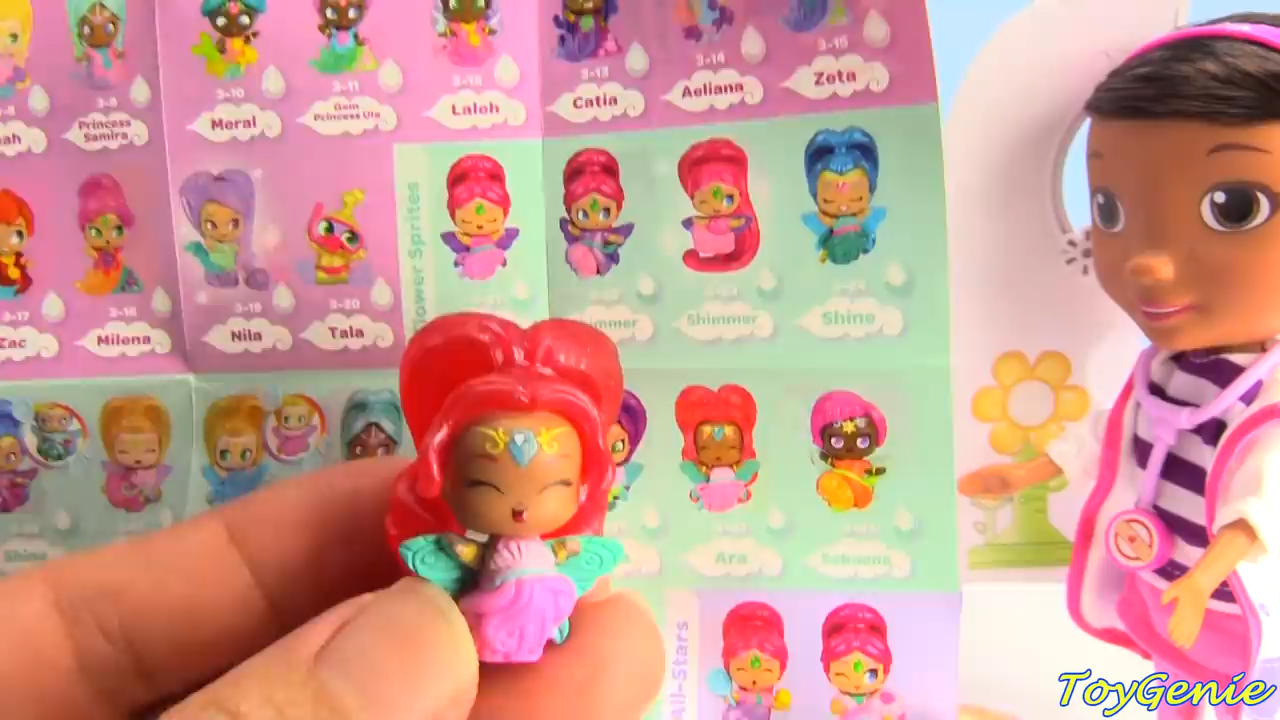 3-8
3-10
3-11
3-13
3-14
3-15
Princess
Samira
Meral
Gem
Princess Ula
Laleh
Catia
Aeliana
Zeta
Flower Sprites
3-17
3-18
3-19
3-20
Zac
Milena
Nila
Tala
Shimmer
Shine
Shine
Ara
All-Stars
ToyGenie